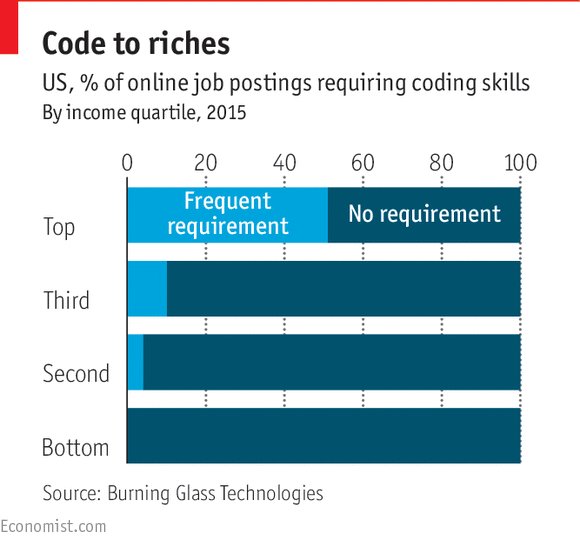 Code to riches
US, % of online job postings requiring coding skills
By income quartile, 2015
0 20 40 60 80 100
Top
Frequent
requirement
No requirement
Third
Second
Bottom
Source: Burning Glass Technologies
Economist.com